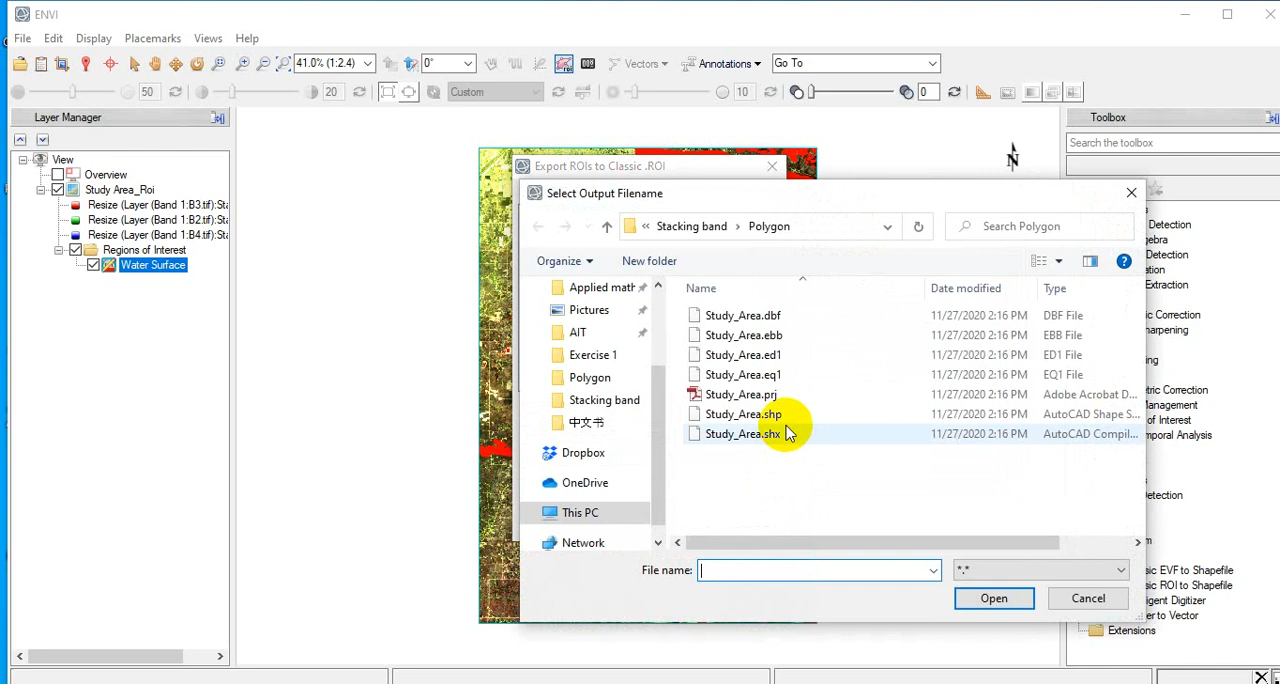 ENVI
File Edit Display Placemarks Views Help
41.0% (1:2.4) 0° Vectors Annotations Go To
50 20 Custom 10 0
Layer Manager
View
Overview
Study Area_Roi
Resize (Layer (Band 1:B3.tif):Sta
Resize (Layer (Band 1:B2.tif):Sta
Resize (Layer (Band 1:B4.tif):Sta
Regions of Interest
Water Surface
N
Export ROIs to Classic .ROI
Select Output Filename
« Stacking band › Polygon
Search Polygon
Organize New folder
Name Date modified Type
Applied math
Pictures
AIT
Exercise 1
Polygon
Stacking band
中文书
Dropbox
OneDrive
This PC
Network
Study_Area.dbf 11/27/2020 2:16 PM DBF File
Study_Area.ebb 11/27/2020 2:16 PM EBB File
Study_Area.ed1 11/27/2020 2:16 PM ED1 File
Study_Area.eq1 11/27/2020 2:16 PM EQ1 File
Study_Area.prj 11/27/2020 2:16 PM Adobe Acrobat D...
Study_Area.shp 11/27/2020 2:16 PM AutoCAD Shape S...
Study_Area.shx 11/27/2020 2:16 PM AutoCAD Compil...
File name: *.*
Open Cancel
Toolbox
Search the toolbox
Detection
ebra
Detection
ation
Extraction
ic Correction
arpening
ing
etric Correction
Management
of Interest
mporal Analysis
Detection
m
sic EVF to Shapefile
sic ROI to Shapefile
igent Digitizer
er to Vector
Extensions